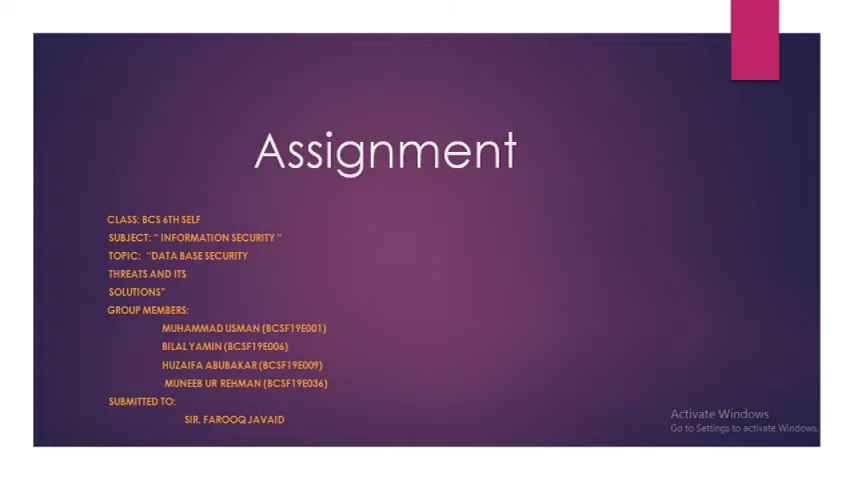 Assignment
CLASS: BCS 6TH SELF
SUBJECT: “ INFORMATION SECURITY “
TOPIC: “DATA BASE SECURITY
THREATS AND ITS
SOLUTIONS”
GROUP MEMBERS:
MUHAMMAD USMAN (BCSF19E001)
BILAL YAMIN (BCSF19E006)
HUZAIFA ABUBAKAR (BCSF19E009)
MUNEEB UR REHMAN (BCSF19E036)
SUBMITTED TO:
SIR. FAROOQ JAVAID
Activate Windows
Go to Settings to activate Windows.